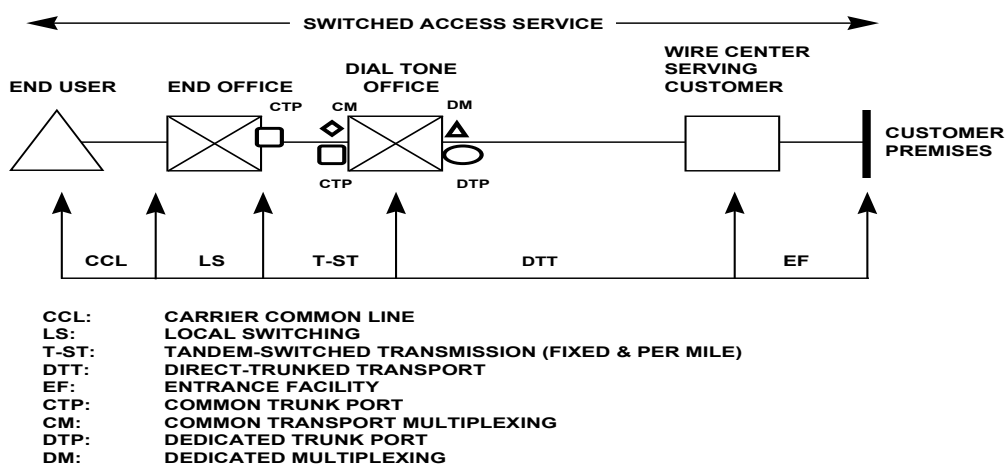 SWITCHED ACCESS SERVICE
WIRE CENTER
SERVING
CUSTOMER
DIAL TONE
OFFICE
END USER
END OFFICE
CTP
CM
DM
CUSTOMER
PREMISES
CTP
DTP
CCL
LS
T-ST
DTT
EF
CCL: CARRIER COMMON LINE
LS: LOCAL SWITCHING
T-ST: TANDEM-SWITCHED TRANSMISSION (FIXED & PER MILE)
DTT: DIRECT-TRUNKED TRANSPORT
EF: ENTRANCE FACILITY
CTP: COMMON TRUNK PORT
CM: COMMON TRANSPORT MULTIPLEXING
DTP: DEDICATED TRUNK PORT
DM: DEDICATED MULTIPLEXING